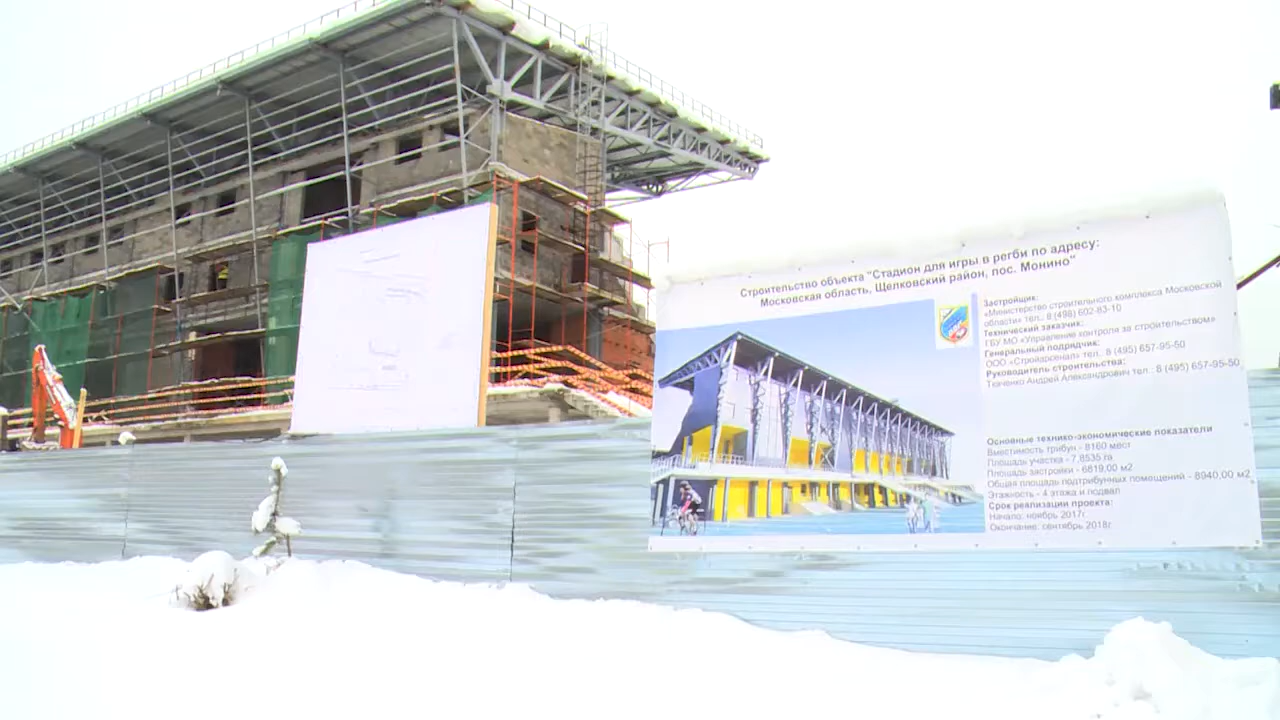 Строительство объекта "Стадион для игры в регби по адресу:
Московская область, Щелковский район, пос. Монино"
Застройщик:
«Министерство строительного комплекса Московской
области» тел.: 8 (498) 602-83-10
Технический заказчик:
ГБУ МО «Управление контроля за строительством»
Генеральный подрядчик:
ООО «Стройарсенал» тел.: 8 (495) 657-95-50
Руководитель строительства:
Ткаченко Андрей Александрович тел.: 8 (495) 657-95-50
Основные технико-экономические показатели
Вместимость трибун - 8160 мест
Площадь участка - 7,8535 га
Площадь застройки - 6819,00 м2
Общая площадь подтрибунных помещений - 8940,00 м2
Этажность - 4 этажа и подвал
Срок реализации проекта:
Начало: ноябрь 2017г.
Окончание: сентябрь 2018г.